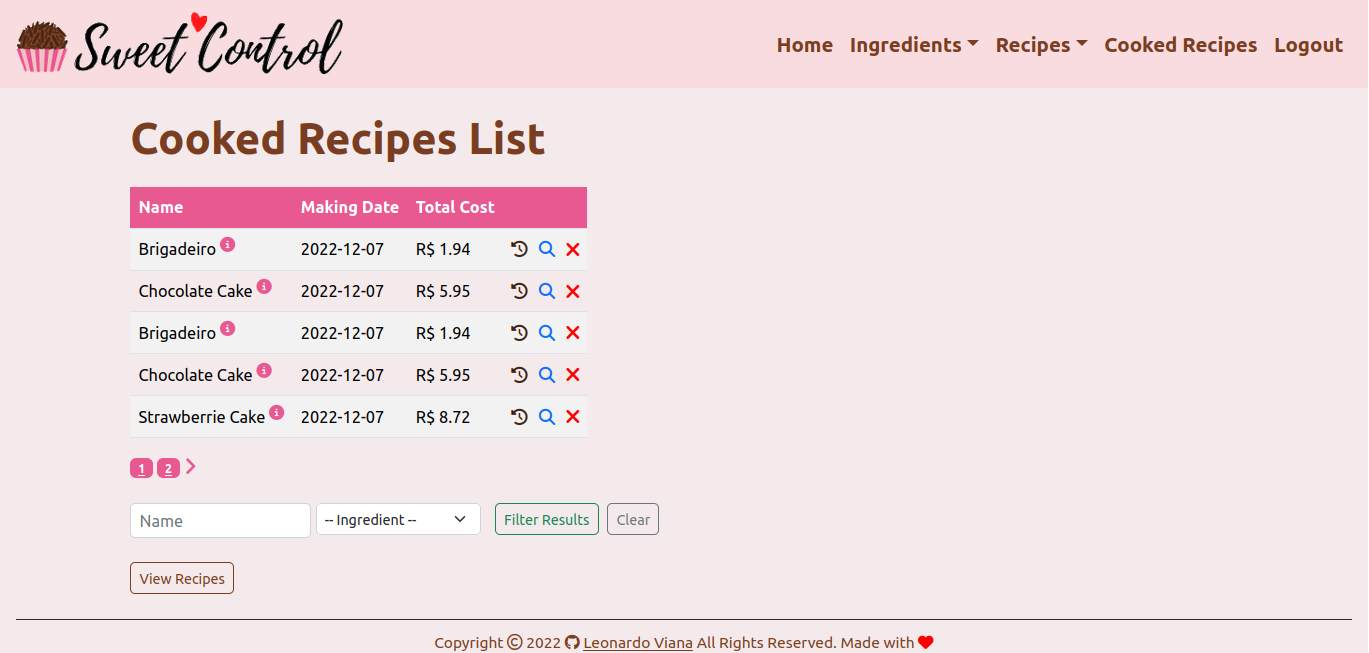 Sweet Control
Home Ingredients Recipes Cooked Recipes Logout
Cooked Recipes List
Name Making Date Total Cost
Brigadeiro 2022-12-07 R$ 1.94
Chocolate Cake 2022-12-07 R$ 5.95
Brigadeiro 2022-12-07 R$ 1.94
Chocolate Cake 2022-12-07 R$ 5.95
Strawberrie Cake 2022-12-07 R$ 8.72
1 2
Name -- Ingredient -- Filter Results Clear
View Recipes
Copyright © 2022 Leonardo Viana All Rights Reserved. Made with